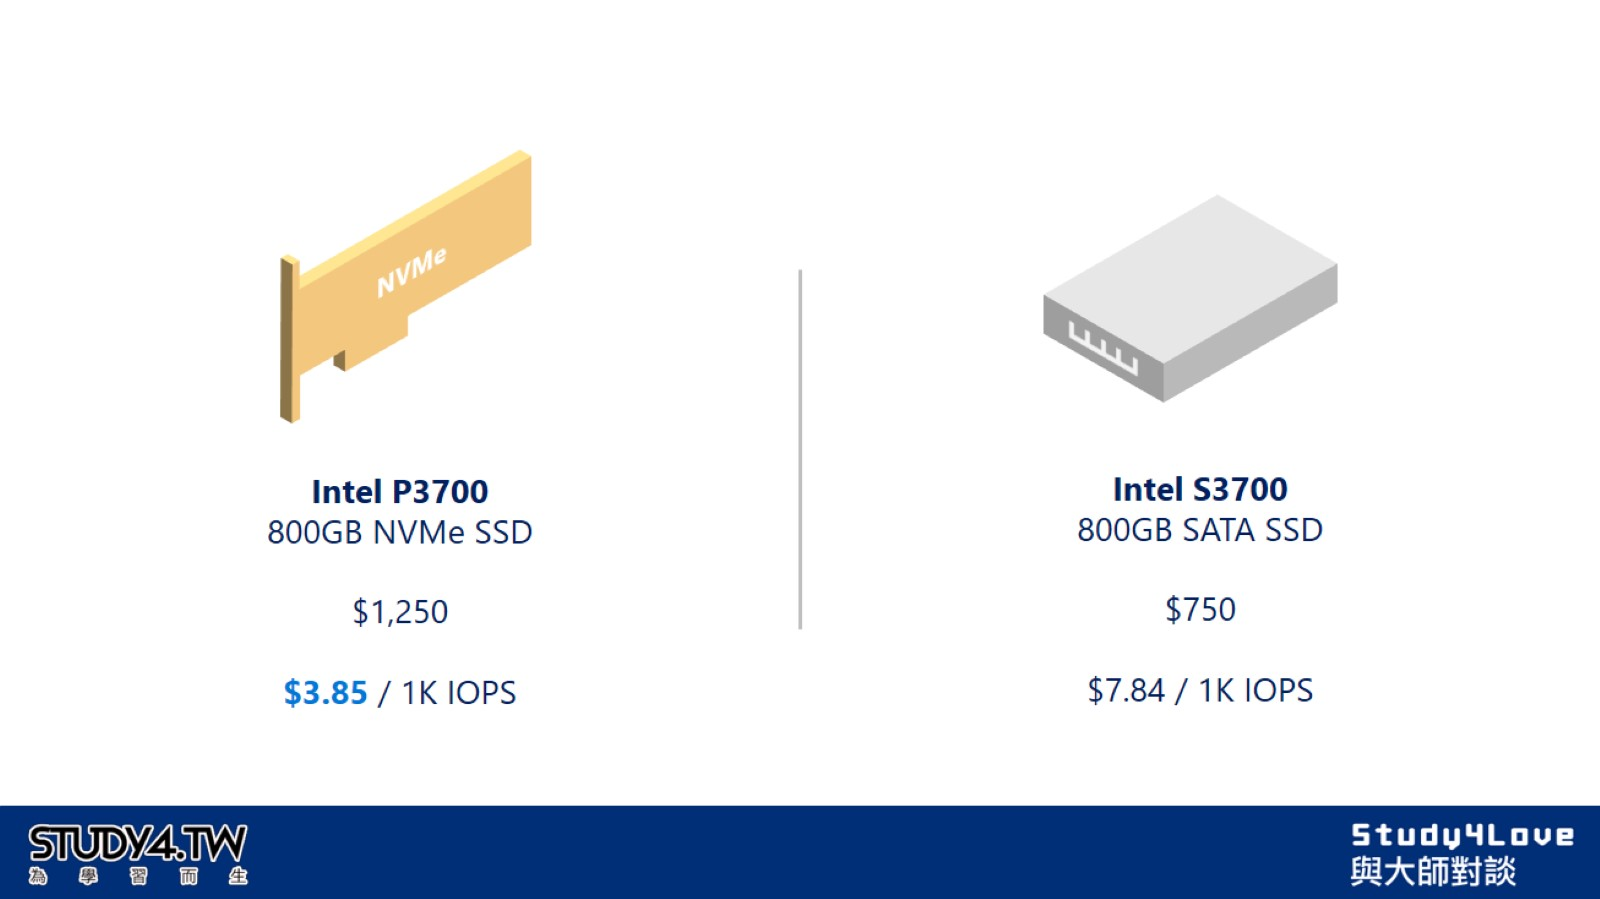 NVMe
Intel P3700
800GB NVMe SSD
$1,250
$3.85 / 1K IOPS
Intel S3700
800GB SATA SSD
$750
$7.84 / 1K IOPS
STUDY4.TW
為學習而生
Study4Love
與大師對談